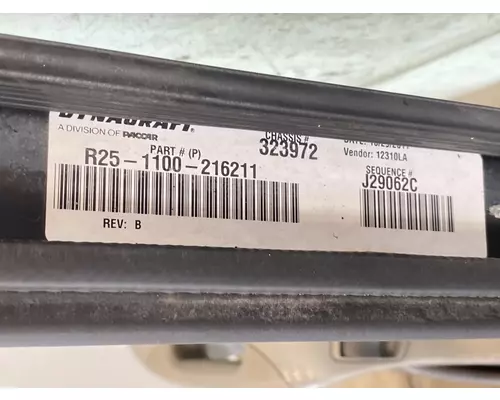 DYNACRAFT
A DIVISION OF PACCAR
PART # (P)
R25-1100-216211
REV: B
CHASSIS #
323972
Vendor: 12310LA
SEQUENCE #
J29062C